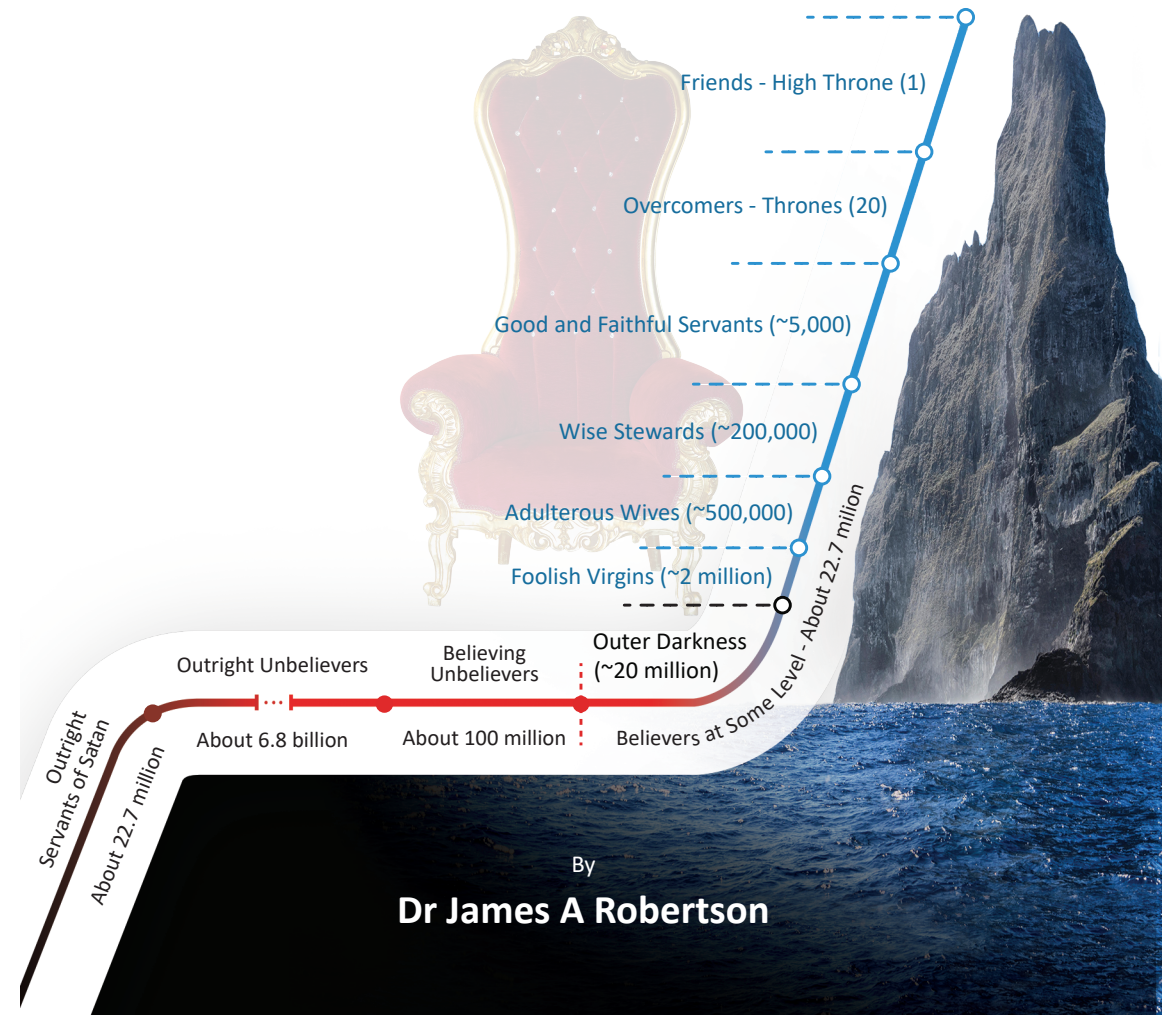 Friends - High Throne (1)
Overcomers - Thrones (20)
Good and Faithful Servants (~5,000)
Wise Stewards (~200,000)
Adulterous Wives (~500,000)
Foolish Virgins (~2 million)
Outer Darkness
(~20 million)
Believing
Unbelievers
Outright Unbelievers
About 6.8 billion
About 100 million
Believers at Some Level - About 22.7 milion
Outright
Servants of Satan
About 22.7 million
By
Dr James A Robertson